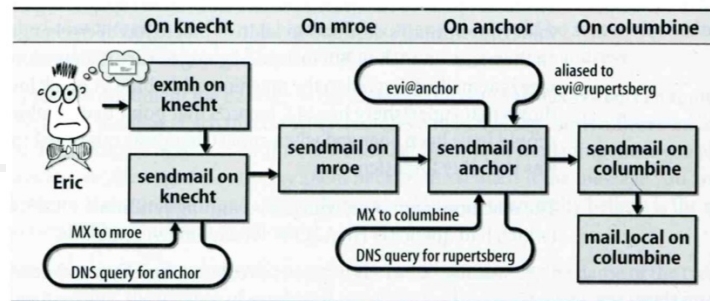 On knecht
On mroe
On anchor
On columbine
evi@anchor
aliased to
evi@rupertsberg
exmh on
knecht
Eric
sendmail on
knecht
sendmail on
mroe
sendmail on
anchor
sendmail on
columbine
MX to mroe
DNS query for anchor
MX to columbine
DNS query for rupertsberg
mail.local on
columbine